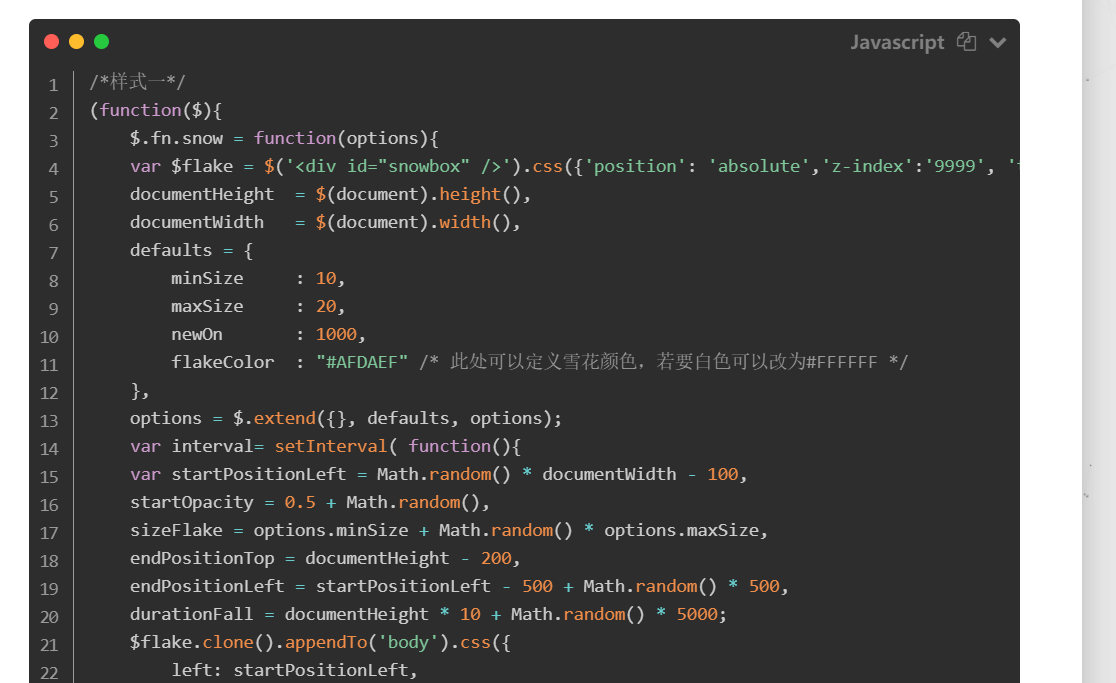 Javascript
1 /*样式一*/
2 (function($){
3     $.fn.snow = function(options){
4     var $flake = $('<div id="snowbox" />').css({'position': 'absolute','z-index':'9999', '
5     documentHeight  = $(document).height(),
6     documentWidth   = $(document).width(),
7     defaults = {
8         minSize     : 10,
9         maxSize     : 20,
10         newOn       : 1000,
11         flakeColor  : "#AFDAEF" /* 此处可以定义雪花颜色，若要白色可以改为#FFFFFF */
12     },
13     options = $.extend({}, defaults, options);
14     var interval= setInterval( function(){
15     var startPositionLeft = Math.random() * documentWidth - 100,
16     startOpacity = 0.5 + Math.random(),
17     sizeFlake = options.minSize + Math.random() * options.maxSize,
18     endPositionTop = documentHeight - 200,
19     endPositionLeft = startPositionLeft - 500 + Math.random() * 500,
20     durationFall = documentHeight * 10 + Math.random() * 5000;
21     $flake.clone().appendTo('body').css({
22         left: startPositionLeft,